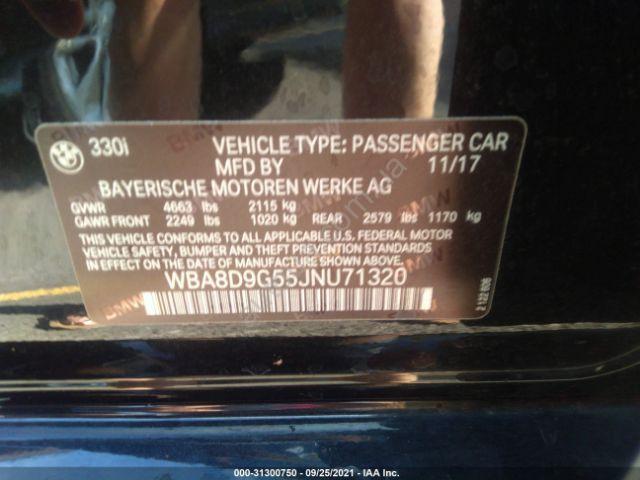 330i VEHICLE TYPE: PASSENGER CAR
MFD BY 11/17
BAYERISCHE MOTOREN WERKE AG
GVWR 4663 lbs 2115 kg
GAWR FRONT 2249 lbs 1020 kg REAR 2579 lbs 1170 kg
THIS VEHICLE CONFORMS TO ALL APPLICABLE U.S. FEDERAL MOTOR
VEHICLE SAFETY, BUMPER AND THEFT PREVENTION STANDARDS
IN EFFECT ON THE DATE OF MANUFACTURE SHOWN ABOVE.
WBA8D9G55JNU71320
2 122 606
000-31300750 - 09/25/2021 - IAA Inc.